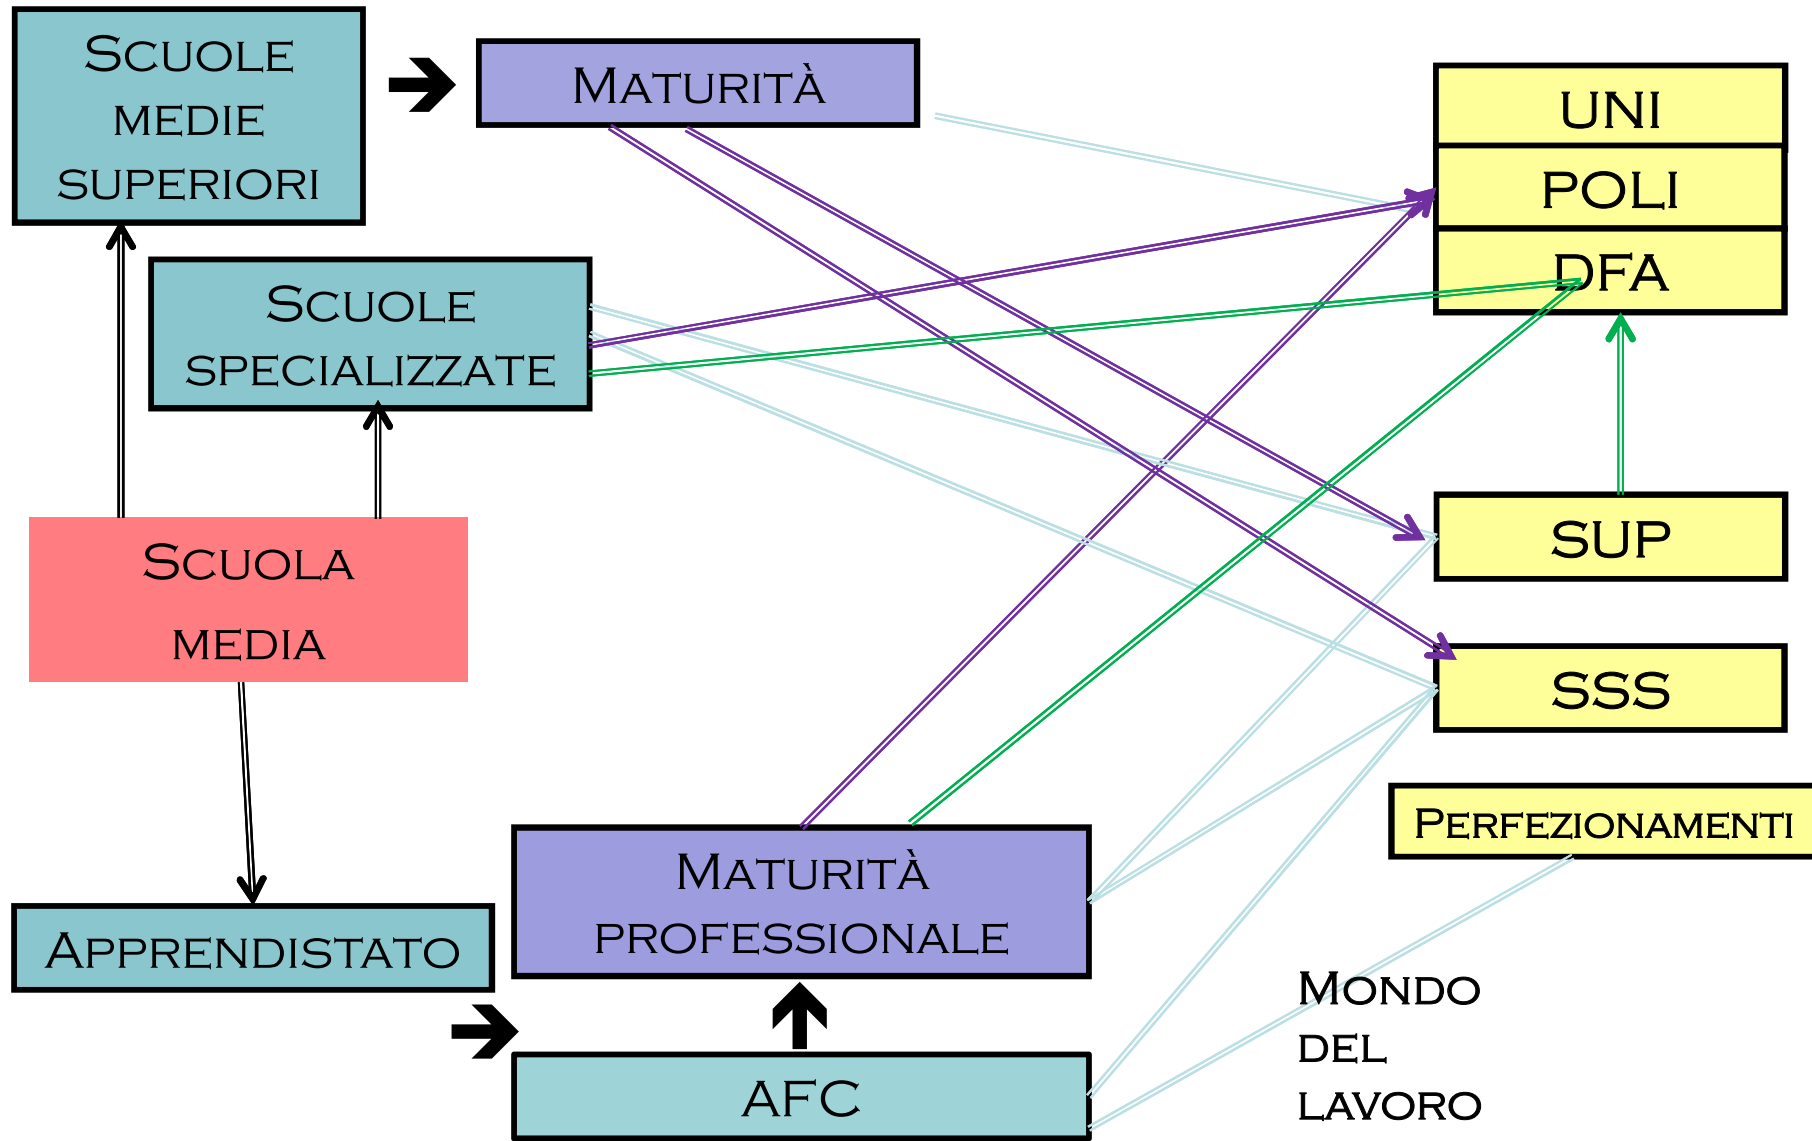 Scuole
medie
superiori
Maturità
UNI
POLI
DFA
Scuole
specializzate
Scuola
media
SUP
SSS
Perfezionamenti
Maturità
professionale
Apprendistato
Mondo
del
lavoro
AFC